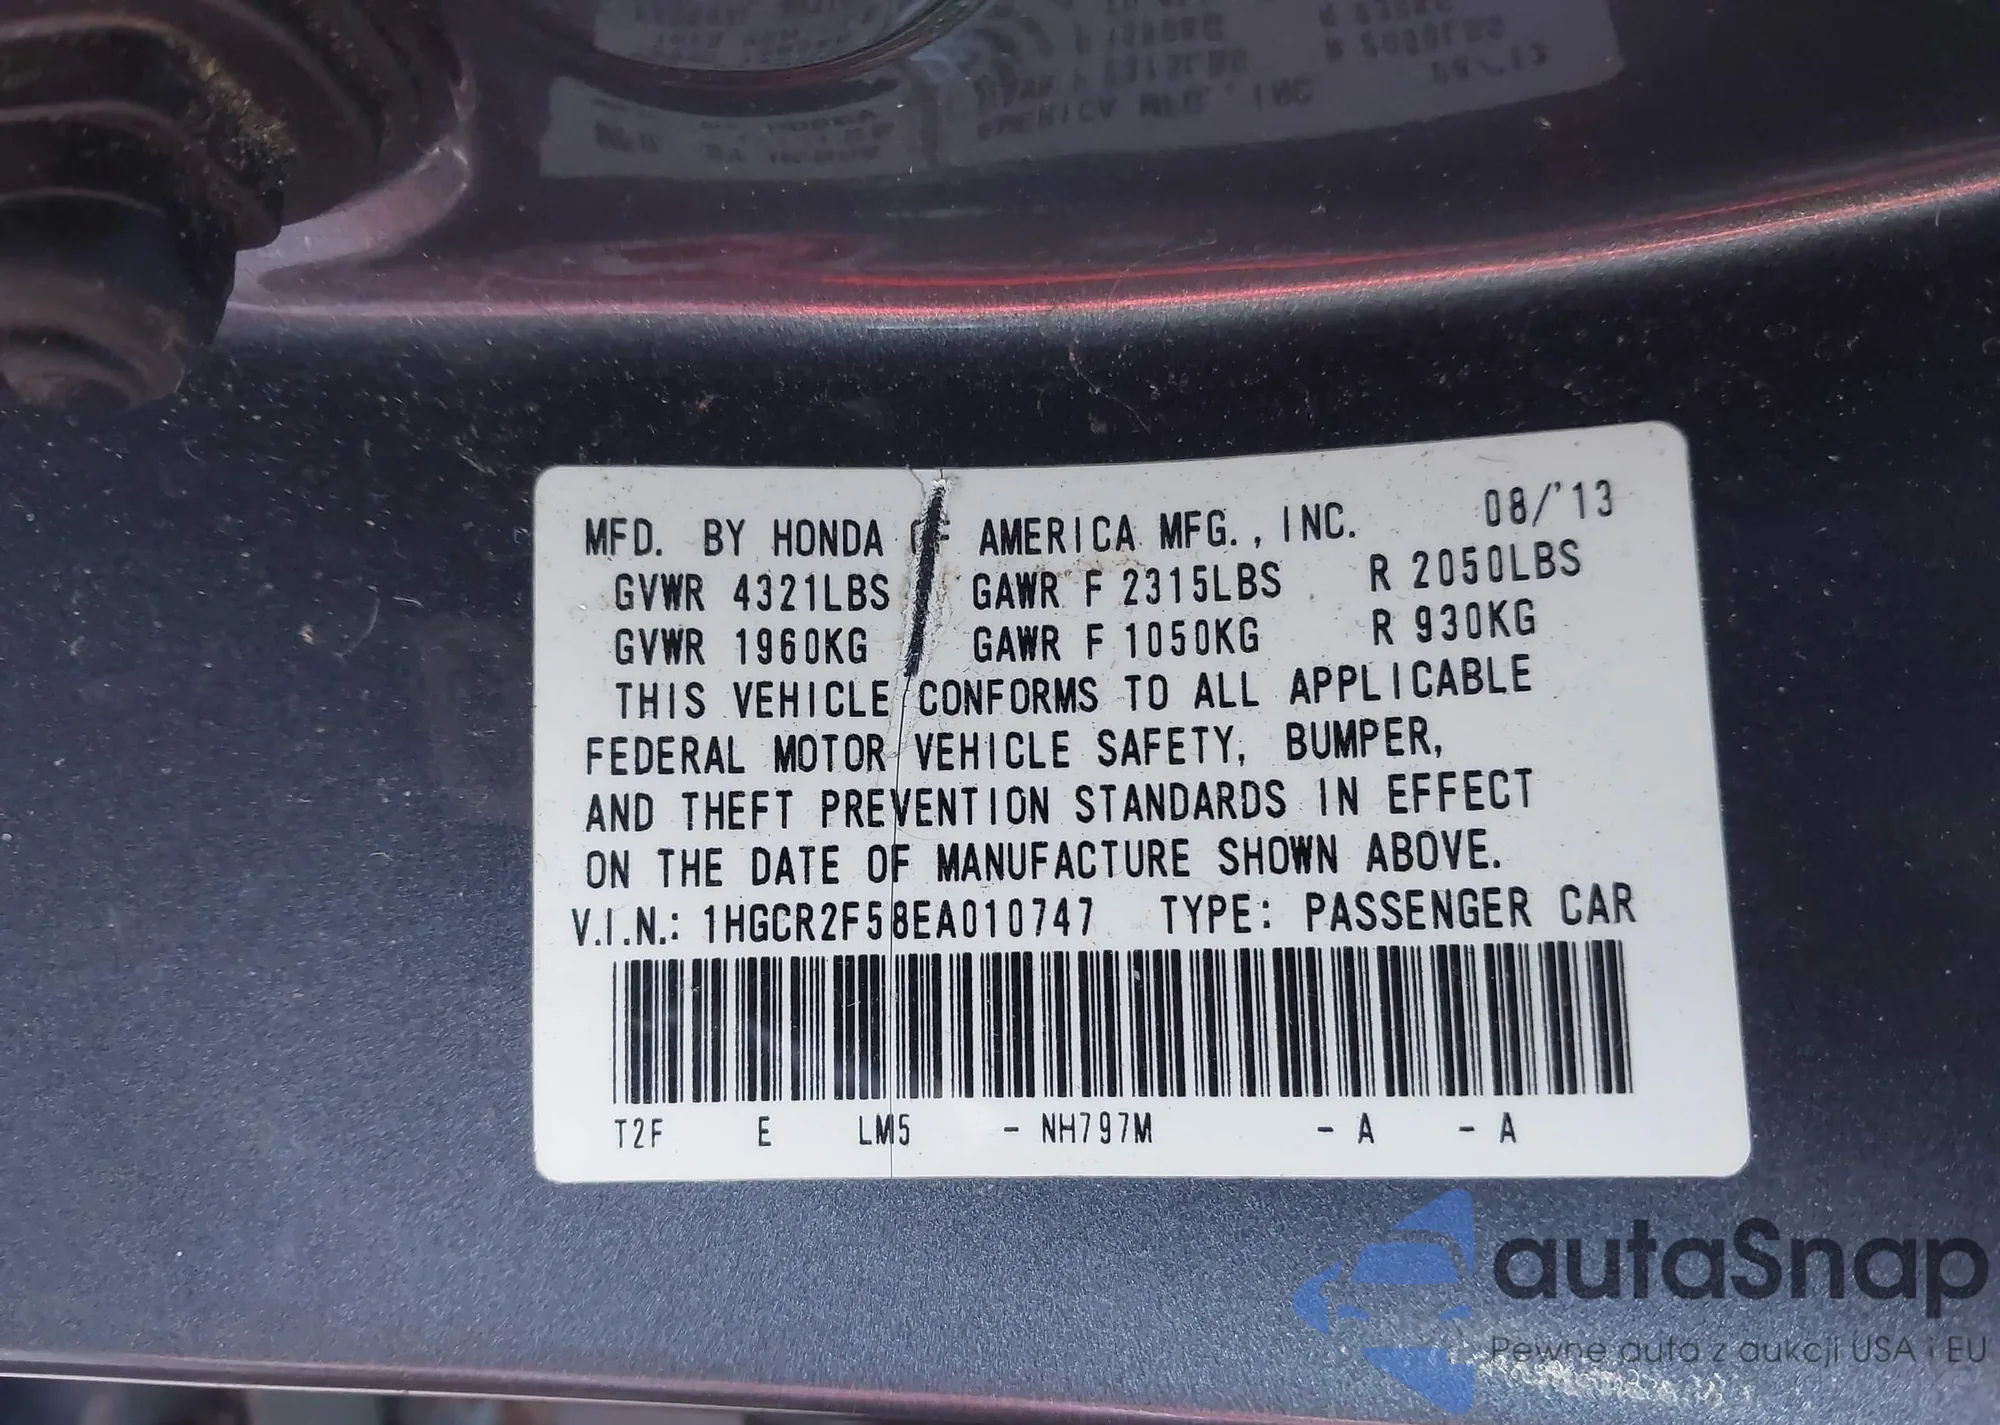 MFD. BY HONDA OF AMERICA MFG., INC. 08/'13
GVWR 4321LBS GAWR F 2315LBS R 2050LBS
GVWR 1960KG GAWR F 1050KG R 930KG
THIS VEHICLE CONFORMS TO ALL APPLICABLE
FEDERAL MOTOR VEHICLE SAFETY, BUMPER,
AND THEFT PREVENTION STANDARDS IN EFFECT
ON THE DATE OF MANUFACTURE SHOWN ABOVE.
V.I.N.: 1HGCR2F58EA010747 TYPE: PASSENGER CAR
T2F E LM5 - NH797M - A - A
autaSnap
Pewne auta z aukcji USA i EU